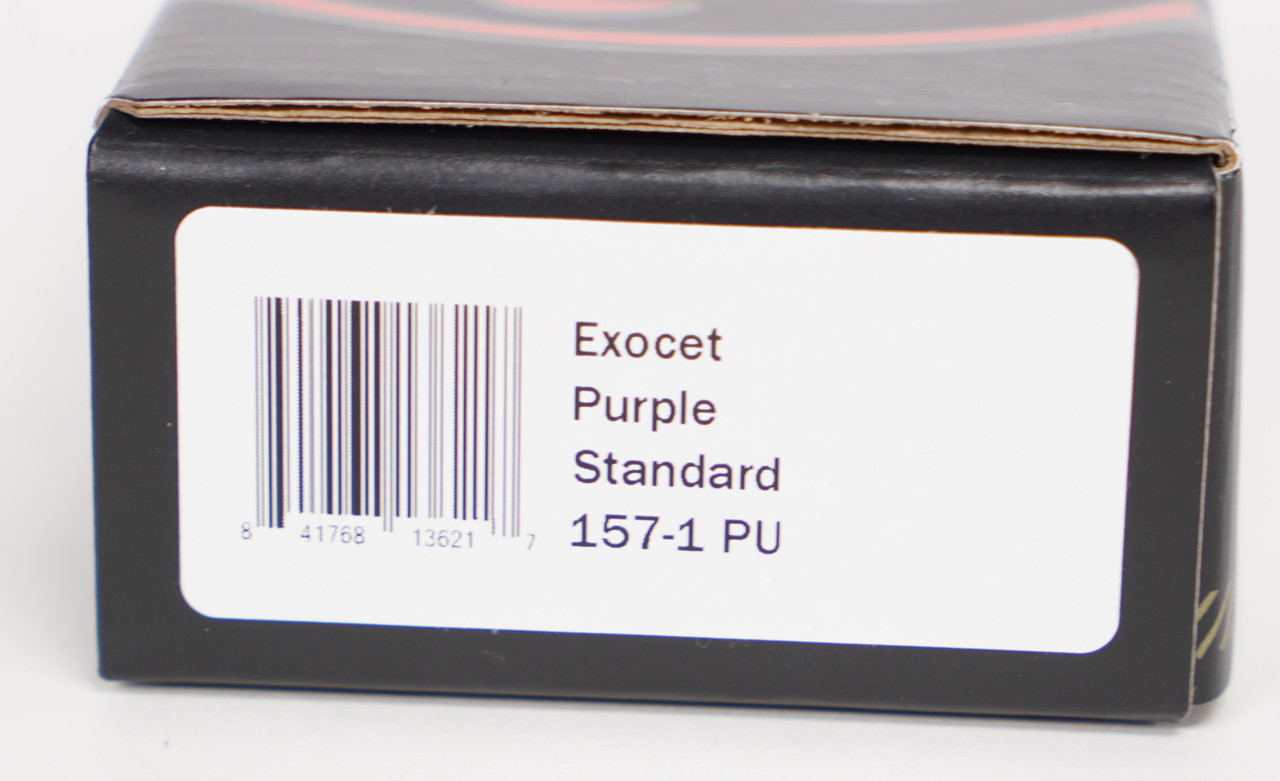 Exocet
Purple
Standard
157-1 PU
8 41768 13621 7